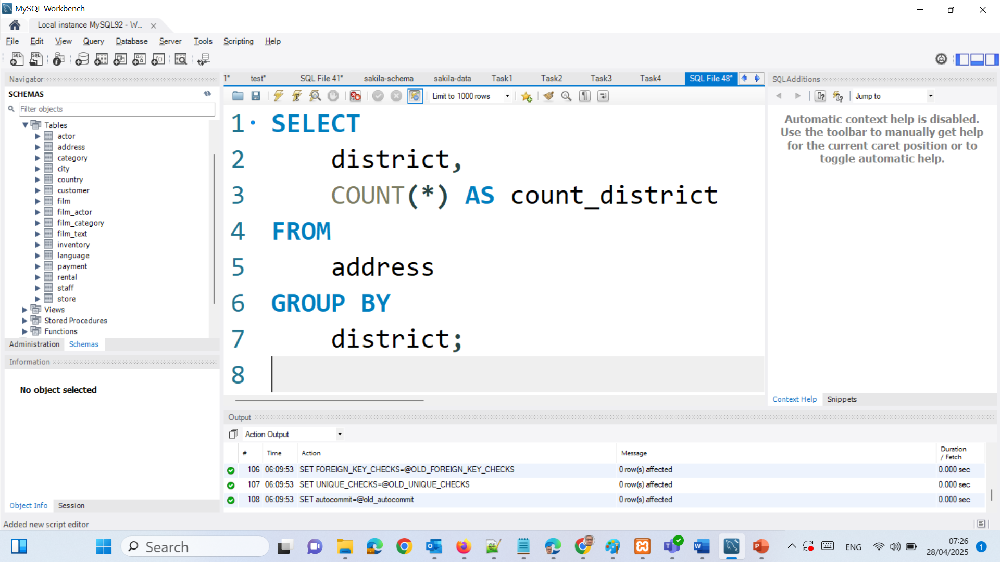 MySQL Workbench
Local instance MySQL92 - W...
File Edit View Query Database Server Tools Scripting Help
Navigator
SCHEMAS
Filter objects
Tables
actor
address
category
city
country
customer
film
film_actor
film_category
film_text
inventory
language
payment
rental
staff
store
Views
Stored Procedures
Functions
Administration Schemas
Information
No object selected
Object Info Session
1* test* SQL File 41* sakila-schema sakila-data Task1 Task2 Task3 Task4 SQL File 48*
Limit to 1000 rows
1 SELECT
2 district,
3 COUNT(*) AS count_district
4 FROM
5 address
6 GROUP BY
7 district;
8
SQLAdditions
Jump to
Automatic context help is disabled.
Use the toolbar to manually get help
for the current caret position or to
toggle automatic help.
Context Help Snippets
Output
Action Output
# Time Action Message Duration / Fetch
106 06:09:53 SET FOREIGN_KEY_CHECKS=@OLD_FOREIGN_KEY_CHECKS 0 row(s) affected 0.000 sec
107 06:09:53 SET UNIQUE_CHECKS=@OLD_UNIQUE_CHECKS 0 row(s) affected 0.000 sec
108 06:09:53 SET autocommit=@old_autocommit 0 row(s) affected 0.000 sec
Added new script editor
Search
ENG
07:26
28/04/2025
1